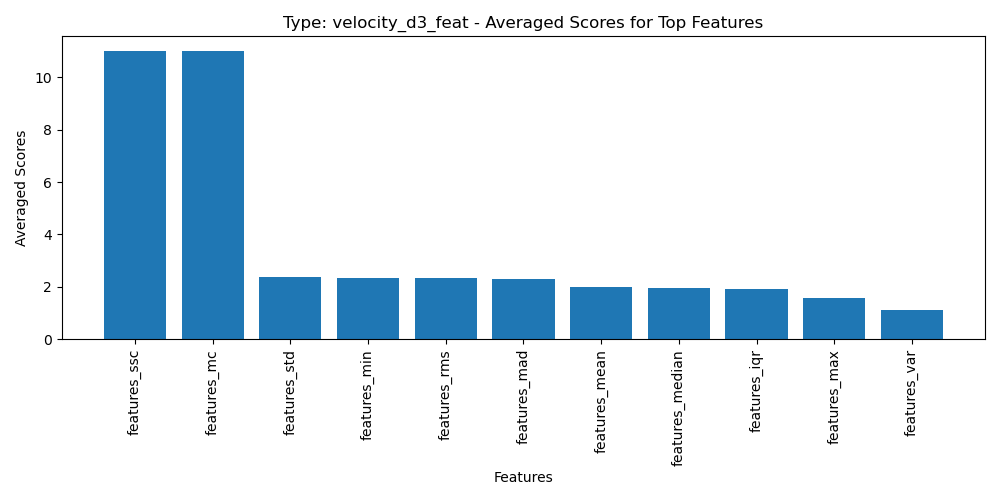 Type: velocity_d3_feat - Averaged Scores for Top Features
Averaged Scores
10
8
6
4
2
0
features_ssc
features_mc
features_std
features_min
features_rms
features_mad
features_mean
features_median
features_iqr
features_max
features_var
Features